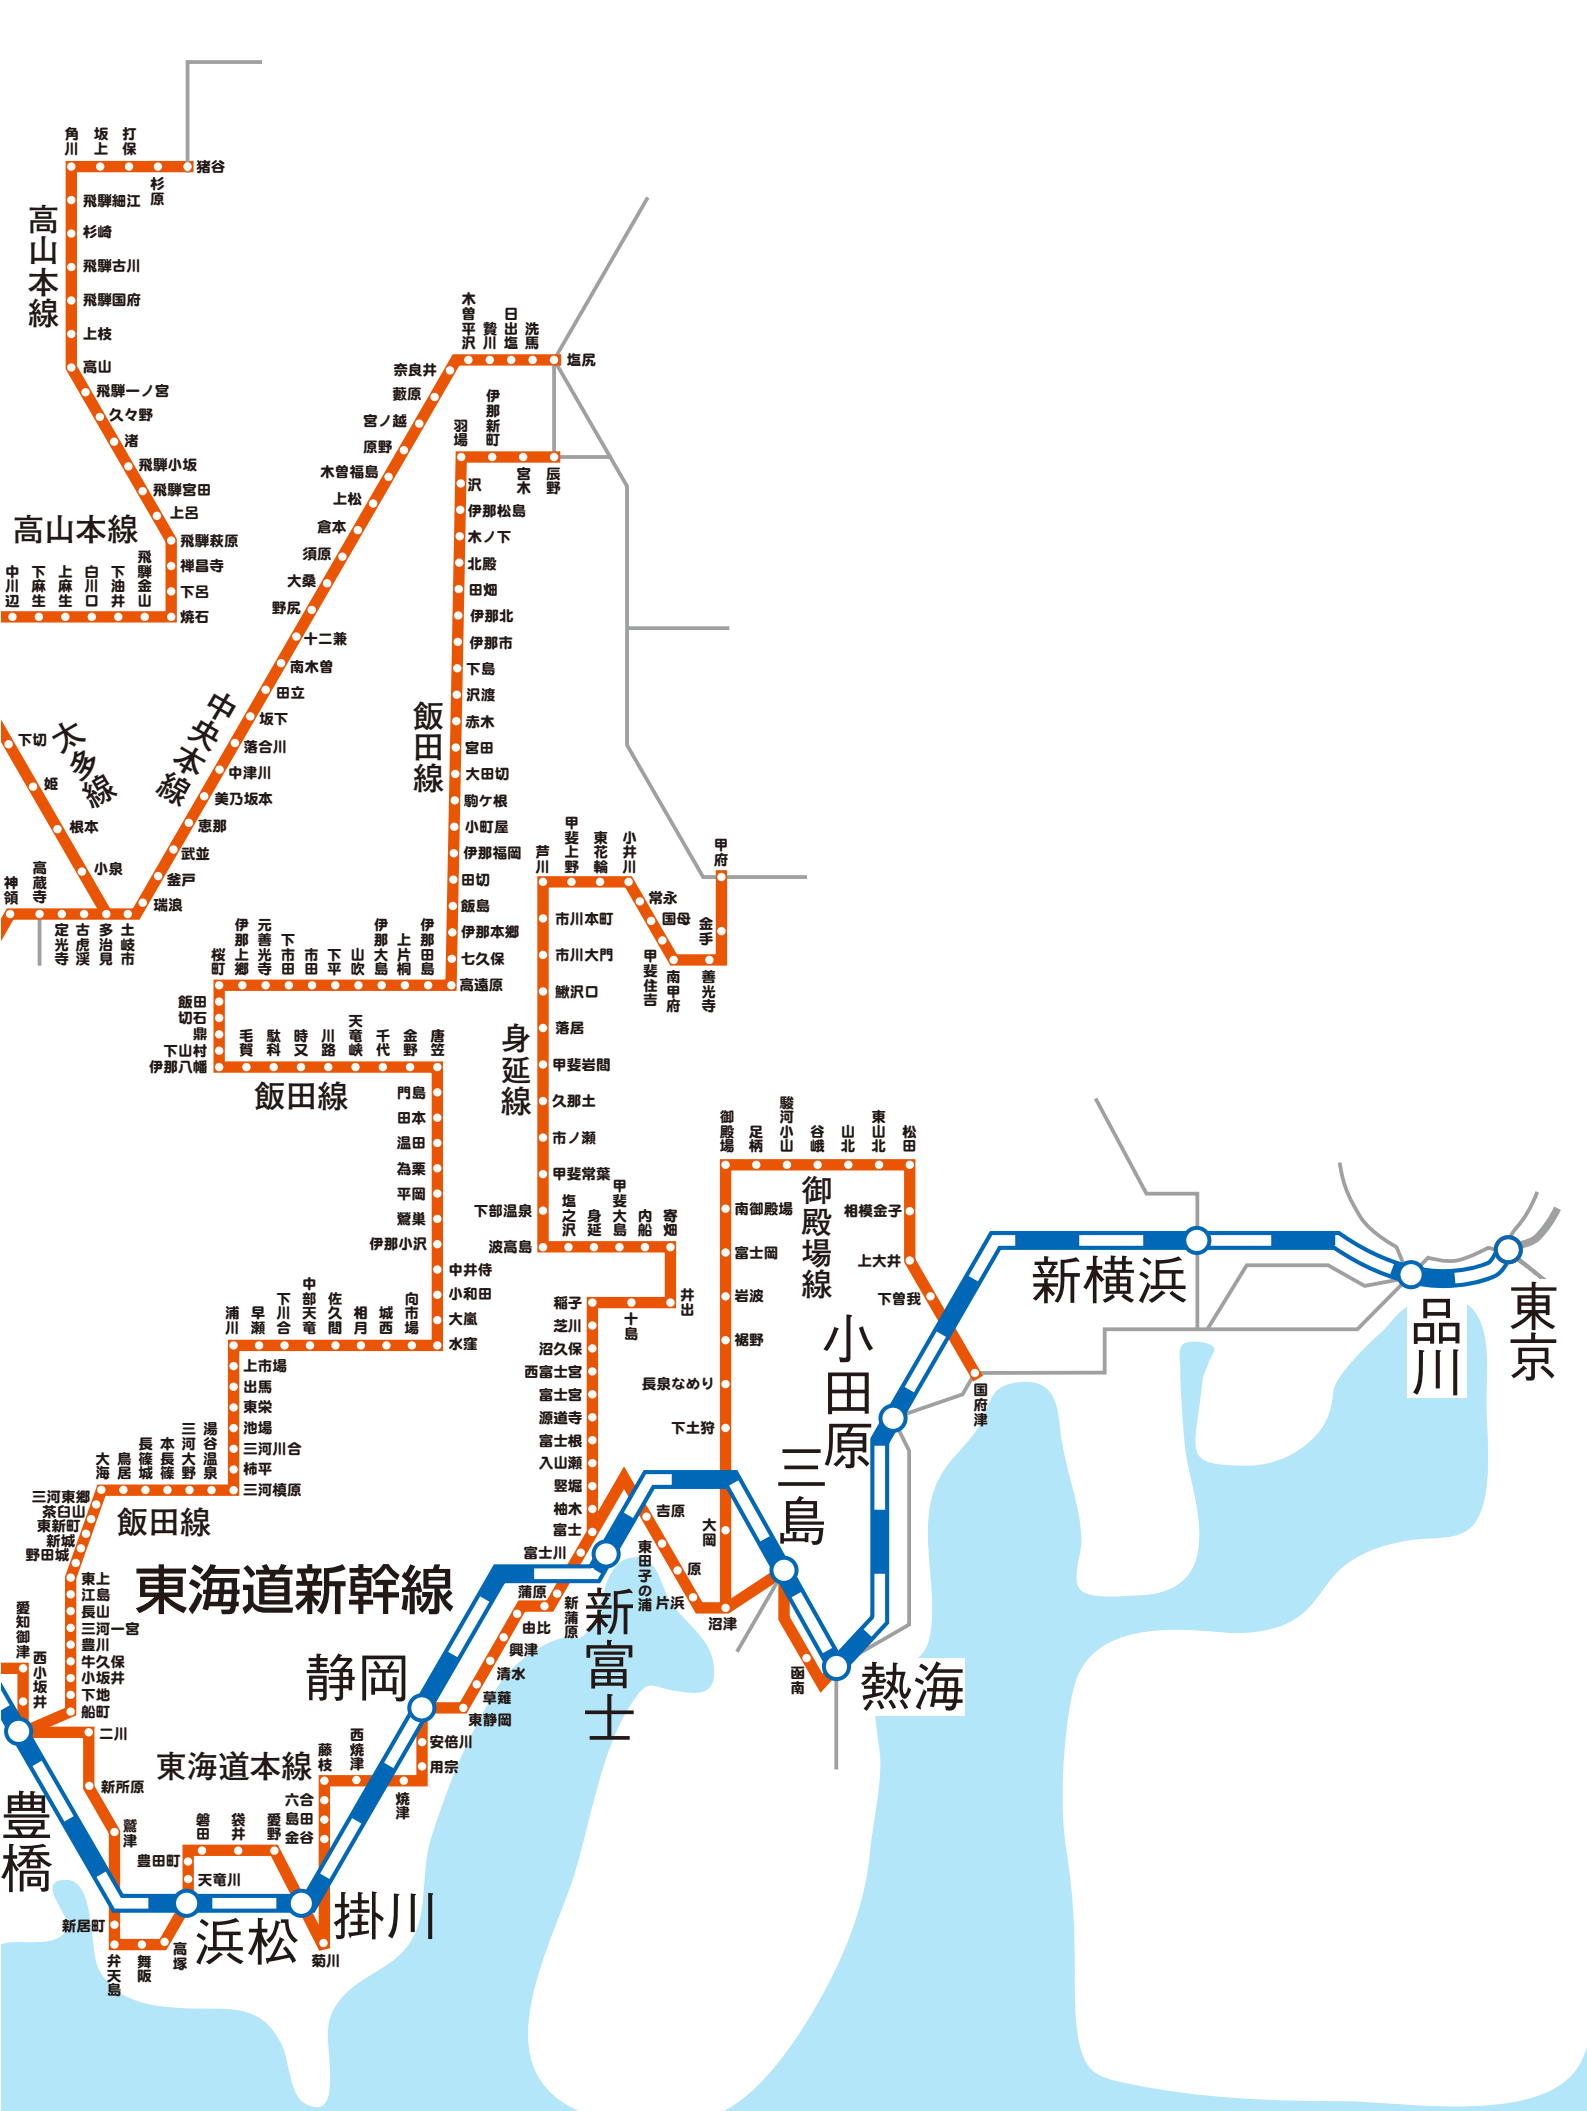 角川
坂上
打保
杉原
猪谷
飛騨細江
杉崎
飛騨古川
飛騨国府
上枝
高山
飛騨一ノ宮
久々野
渚
飛騨小坂
飛騨宮田
上呂
飛騨萩原
禅昌寺
下呂
焼石
高山本線
高山本線
飛騨金山
下油井
白川口
上麻生
下麻生
中川辺
太多線
下切
姫
根本
小泉
中央本線
木曽平沢
贄川
日出塩
洗馬
塩尻
奈良井
藪原
宮ノ越
原野
木曽福島
上松
倉本
須原
大桑
野尻
十二兼
南木曽
田立
坂下
落合川
中津川
美乃坂本
恵那
武並
釜戸
瑞浪
神領
高蔵寺
定光寺
古虎渓
多治見
土岐市
羽場
伊那新町
宮木
辰野
沢
伊那松島
木ノ下
北殿
田畑
伊那北
伊那市
下島
沢渡
赤木
宮田
大田切
駒ケ根
小町屋
伊那福岡
田切
飯島
伊那本郷
七久保
高遠原
飯田線
伊那田島
上片桐
伊那大島
山吹
下平
市田
下市田
元善光寺
伊那上郷
桜町
飯田
切石
鼎
下山村
伊那八幡
毛賀
駄科
時又
川路
天竜峡
千代
金野
唐笠
飯田線
門島
田本
温田
為栗
平岡
鶯巣
伊那小沢
中井侍
小和田
大嵐
水窪
向市場
城西
相月
佐久間
中部天竜
下川合
早瀬
浦川
上市場
出馬
東栄
池場
三河川合
柿平
三河槙原
湯谷温泉
三河大野
本長篠
長篠城
鳥居
大海
飯田線
三河東郷
茶臼山
東新町
新城
野田城
東上
江島
長山
三河一宮
豊川
牛久保
小坂井
下地
船町
愛知御津
西小坂井
芦川
甲斐上野
東花輪
小井川
常永
国母
甲斐住吉
南甲府
善光寺
金手
甲府
市川本町
市川大門
鰍沢口
落居
甲斐岩間
久那土
市ノ瀬
甲斐常葉
下部温泉
波高島
身延線
塩之沢
身延
甲斐大島
内船
寄畑
井出
十島
稲子
芝川
沼久保
西富士宮
富士宮
源道寺
富士根
入山瀬
竪堀
柚木
富士
富士川
御殿場
足柄
駿河小山
谷峨
山北
東山北
松田
御殿場線
南御殿場
富士岡
岩波
裾野
長泉なめり
下土狩
大岡
相模金子
上大井
下曽我
国府津
東京
品川
新横浜
小田原
熱海
三島
函南
沼津
片浜
原
東田子の浦
吉原
新富士
新蒲原
蒲原
由比
興津
清水
草薙
東静岡
静岡
安倍川
用宗
焼津
西焼津
藤枝
六合
島田
金谷
菊川
掛川
愛野
袋井
磐田
豊田町
天竜川
浜松
高塚
舞阪
弁天島
新居町
鷲津
新所原
二川
豊橋
東海道新幹線
東海道本線